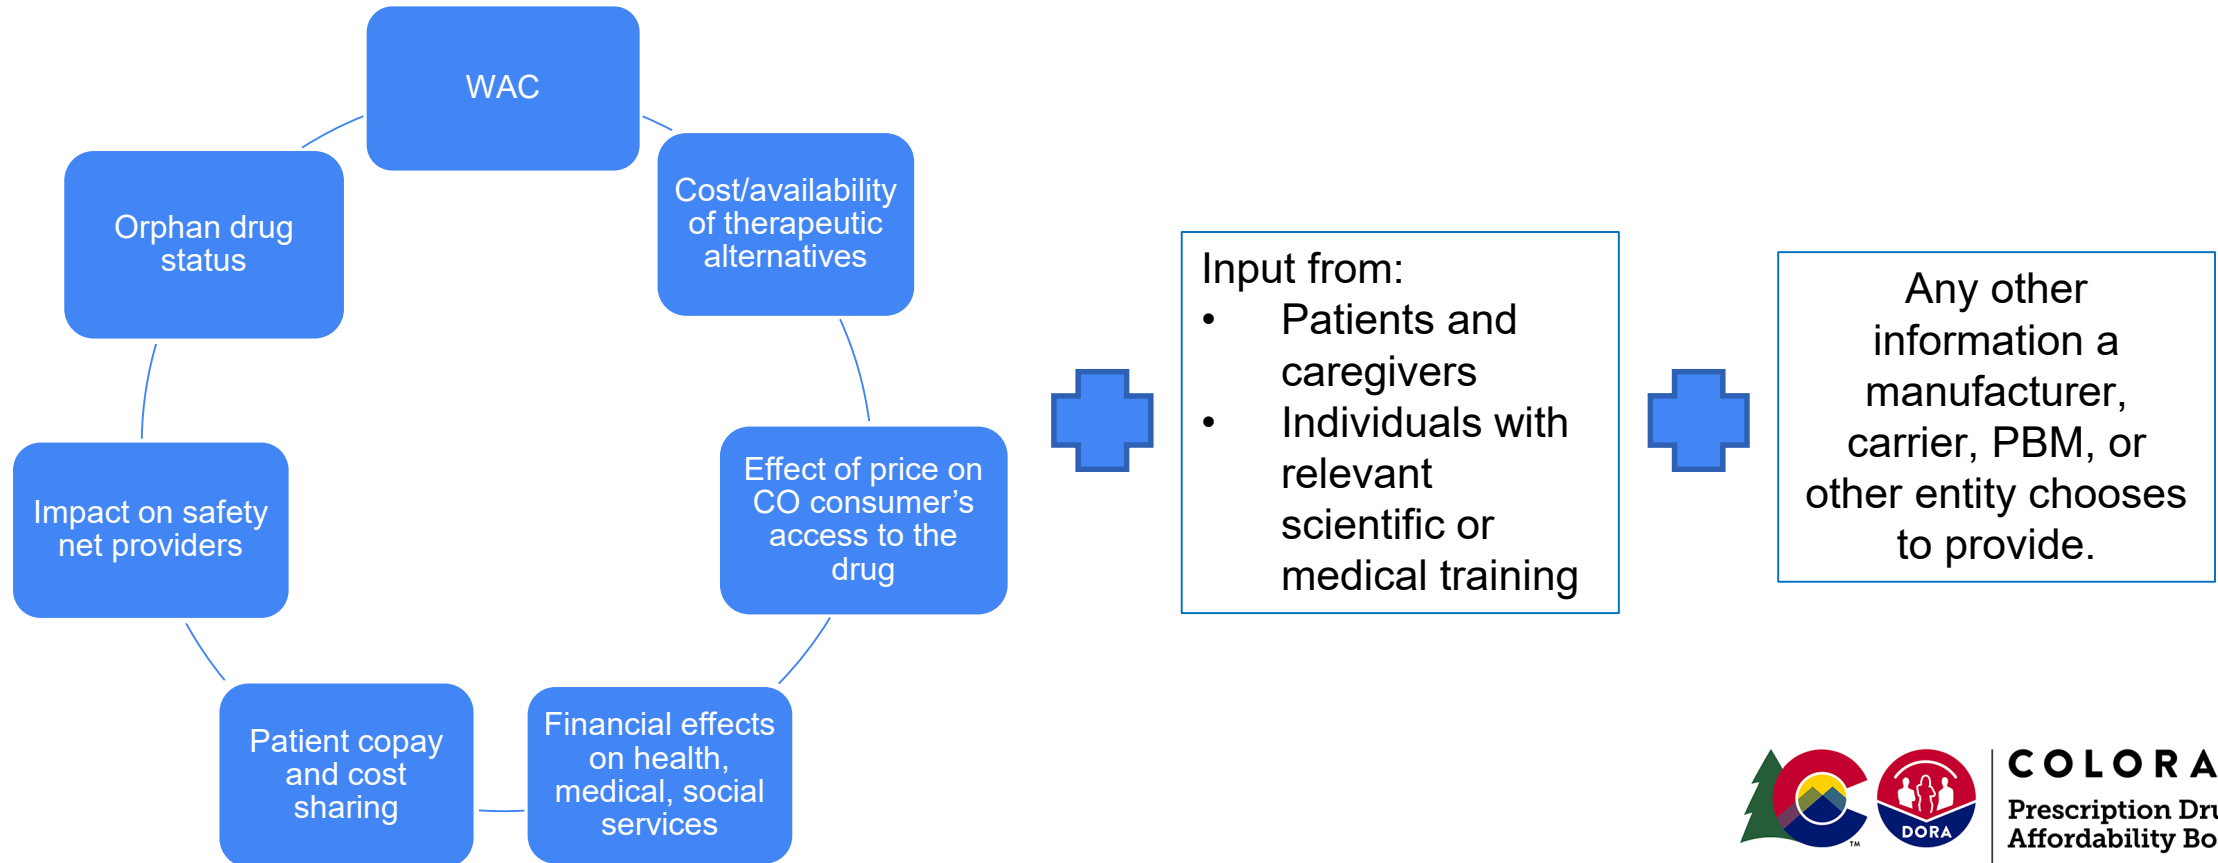 WAC
Cost/availability
of therapeutic
alternatives
Effect of price on
CO consumer’s
access to the
drug
Financial effects
on health,
medical, social
services
Patient copay
and cost
sharing
Impact on safety
net providers
Orphan drug
status
Input from:
• Patients and
caregivers
• Individuals with
relevant
scientific or
medical training
Any other
information a
manufacturer,
carrier, PBM, or
other entity chooses
to provide.
TM
DORA
COLORA
Prescription Dru
Affordability Bo